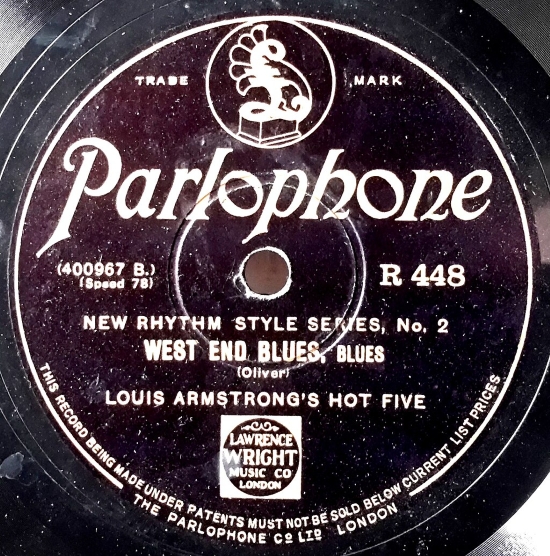 TRADE MARK
Parlophone
(400967 B.)
(Speed 78)
R 448
NEW RHYTHM STYLE SERIES, No. 2
WEST END BLUES, BLUES
(Oliver)
LOUIS ARMSTRONG'S HOT FIVE
LAWRENCE
WRIGHT
MUSIC CO
LONDON
THIS RECORD BEING MADE UNDER PATENTS MUST NOT BE SOLD BELOW CURRENT LIST PRICES
THE PARLOPHONE CO LTD LONDON